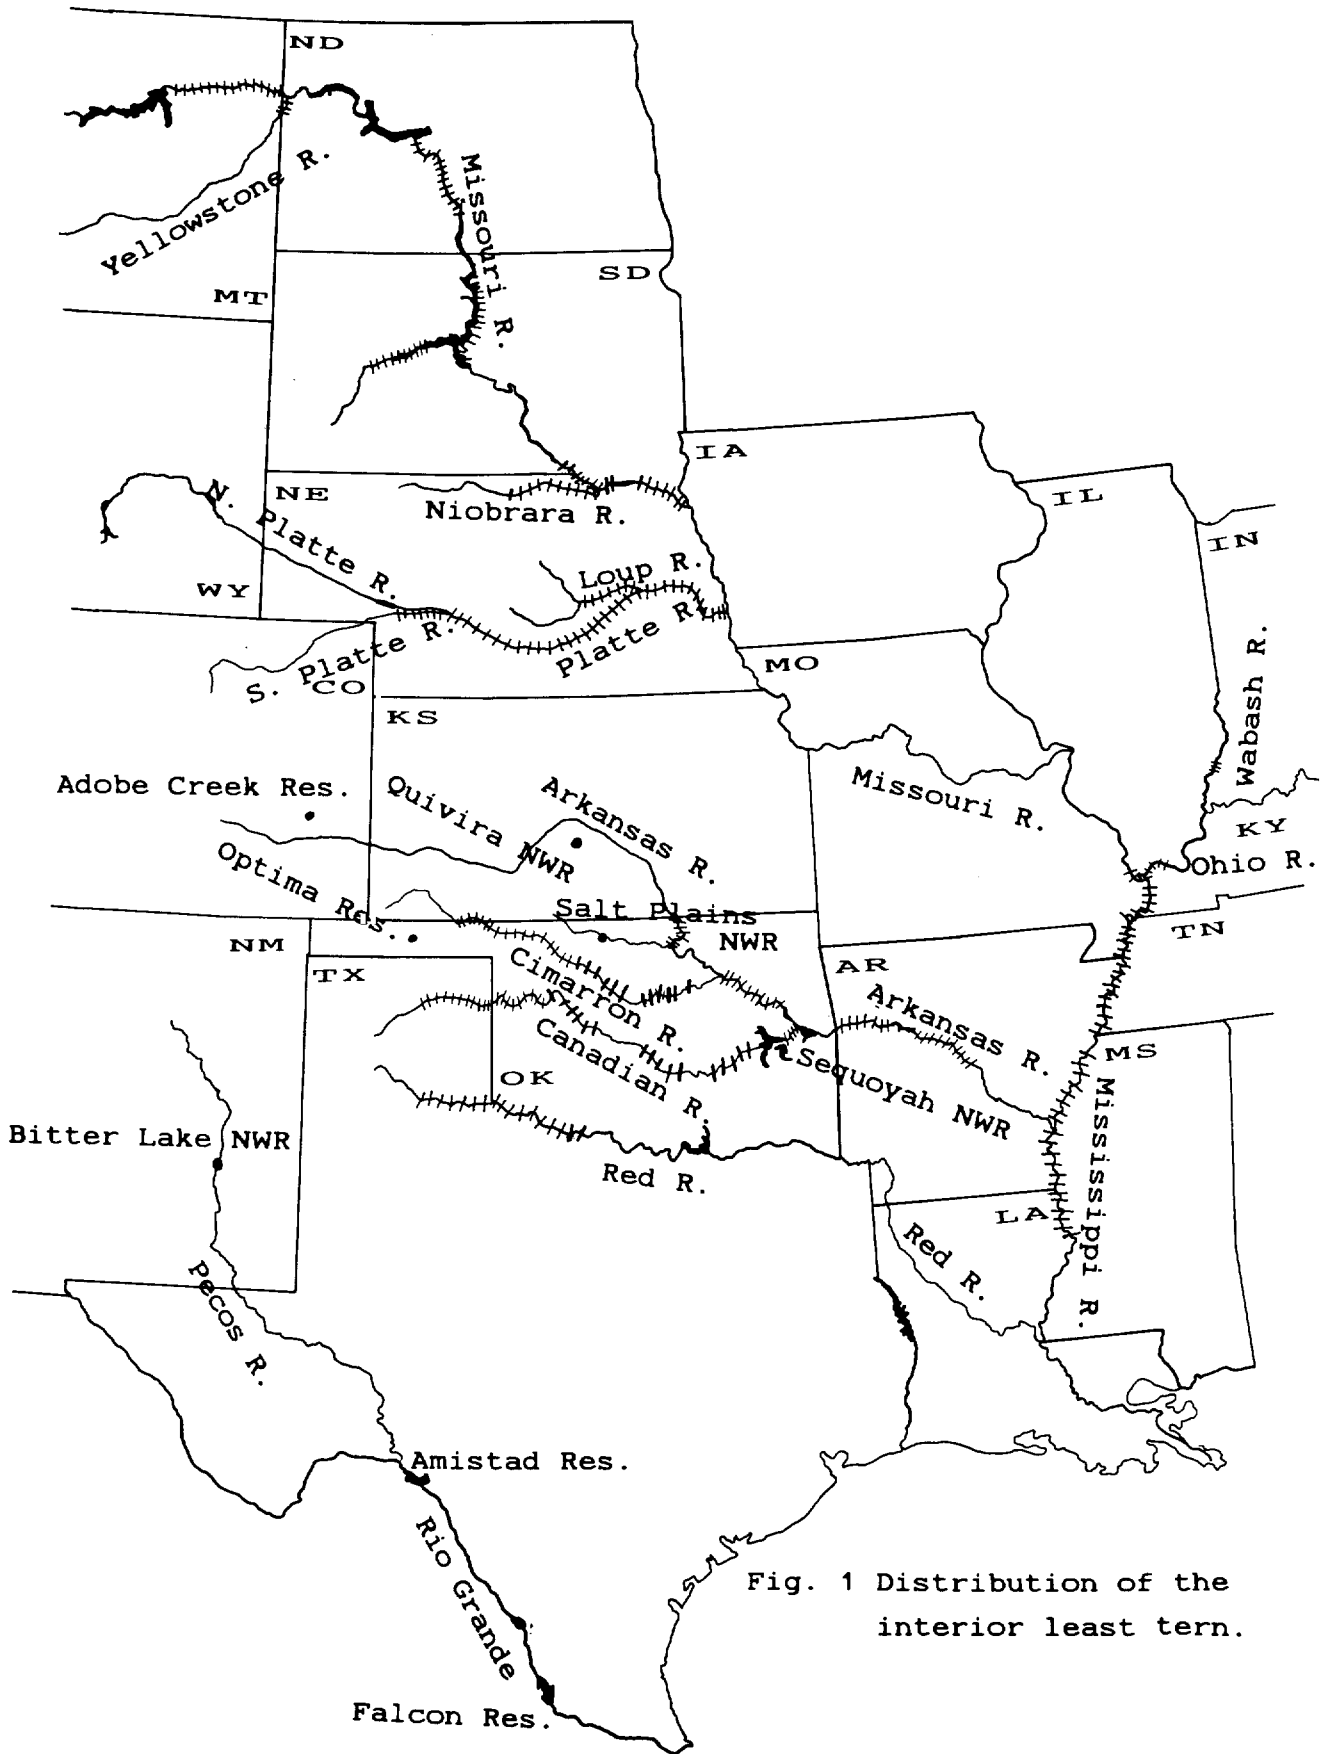 ND
Missouri R.
Yellowstone R.
MT
SD
IA
NE
N. Platte R.
Niobrara R.
IL
IN
Loup R.
WY
Platte R.
S. Platte R.
CO
MO
Wabash R.
KS
Adobe Creek Res.
Quivira NWR
Arkansas R.
Missouri R.
KY
Ohio R.
Optima Res.
Salt Plains
NWR
TN
NM
TX
Cimarron R.
AR
Arkansas R.
Canadian R.
MS
Sequoyah NWR
OK
Mississippi R.
Bitter Lake NWR
Red R.
LA
Red R.
Pecos R.
Amistad Res.
Rio Grande
Falcon Res.
Fig. 1 Distribution of the
interior least tern.